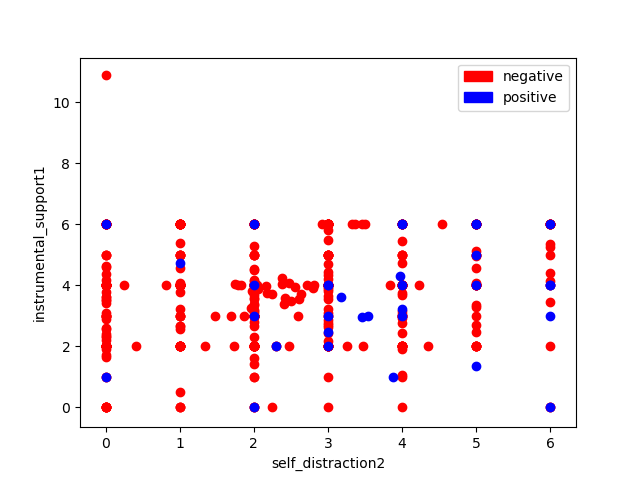 negative
positive
10
8
6
4
2
0
instrumental_support1
0 1 2 3 4 5 6
self_distraction2